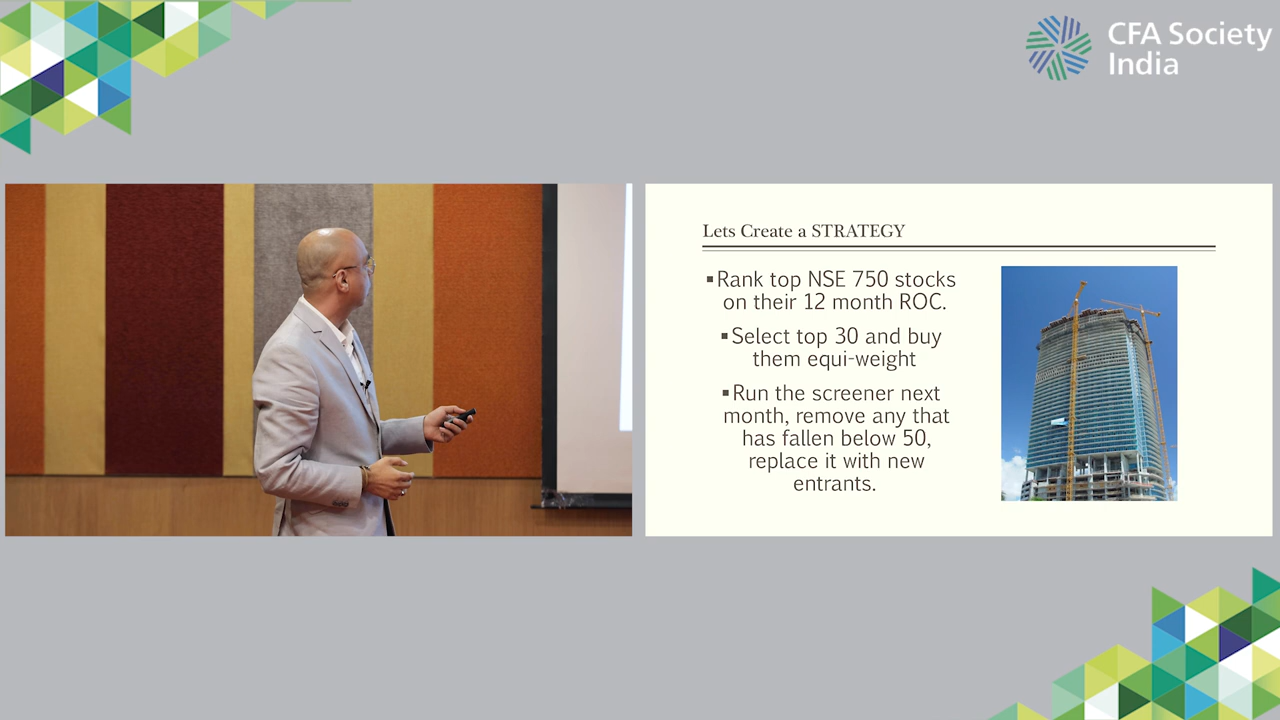 CFA Society
India
Lets Create a STRATEGY
▪Rank top NSE 750 stocks
on their 12 month ROC.
▪Select top 30 and buy
them equi-weight
▪Run the screener next
month, remove any that
has fallen below 50,
replace it with new
entrants.